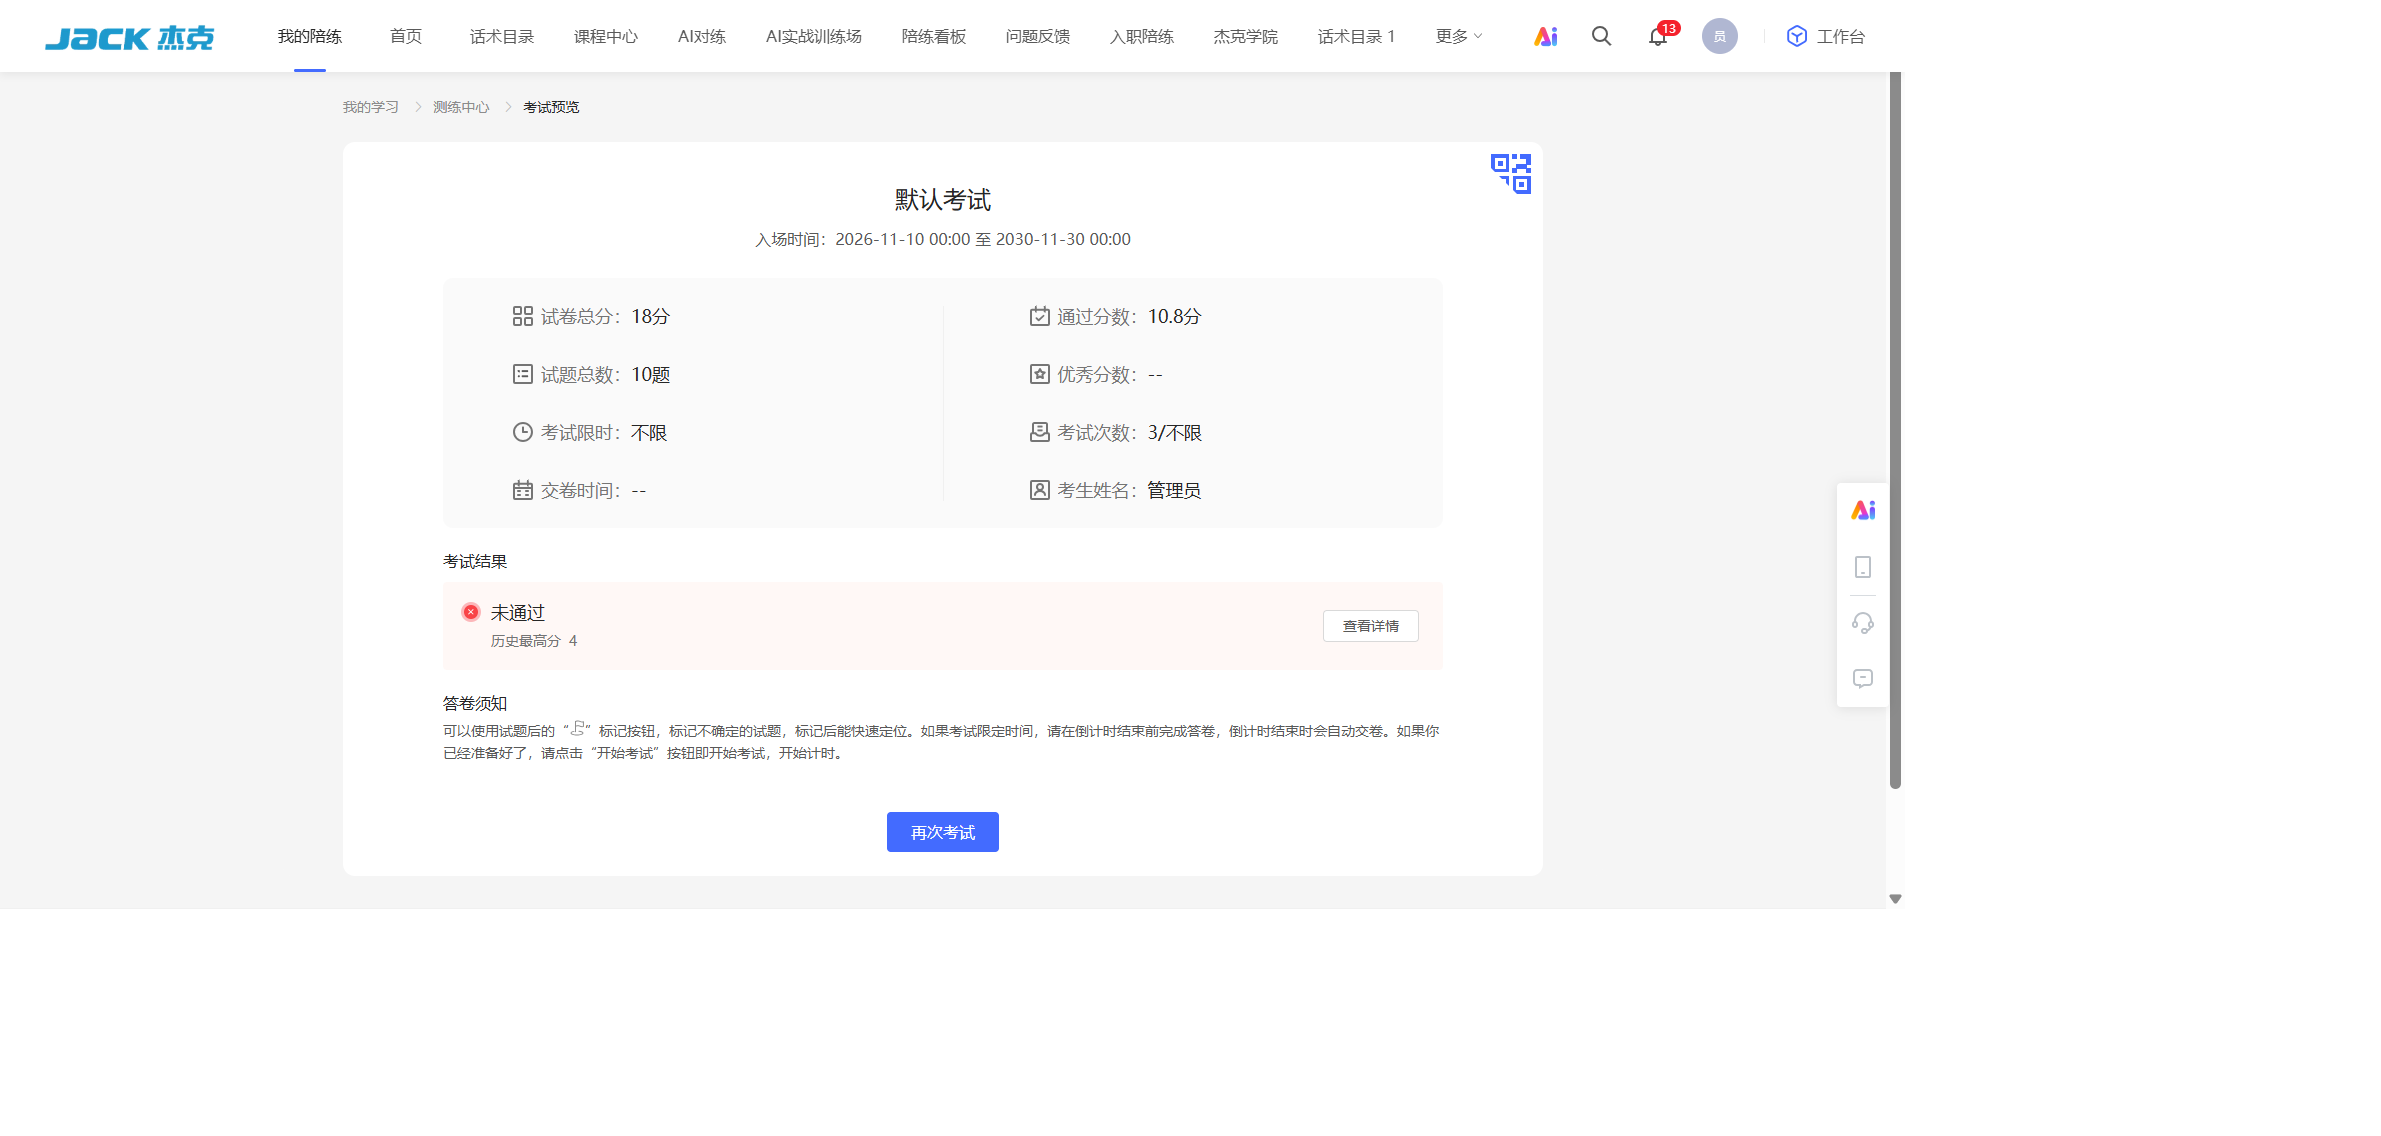 JACK 杰克
我的陪练 首页 话术目录 课程中心 AI对练 AI实战训练场 陪练看板 问题反馈 入职陪练 杰克学院 话术目录 1 更多 Ai 13 员 工作台
我的学习 测练中心 考试预览
默认考试
入场时间：2026-11-10 00:00 至 2030-11-30 00:00
试卷总分：18分 通过分数：10.8分
试题总数：10题 优秀分数：--
考试限时：不限 考试次数：3/不限
交卷时间：-- 考生姓名：管理员
Ai
考试结果
未通过
历史最高分 4
查看详情
答卷须知
可以使用试题后的“ ”标记按钮，标记不确定的试题，标记后能快速定位。如果考试限定时间，请在倒计时结束前完成答卷，倒计时结束时会自动交卷。如果你
已经准备好了，请点击“开始考试”按钮即开始考试，开始计时。
再次考试